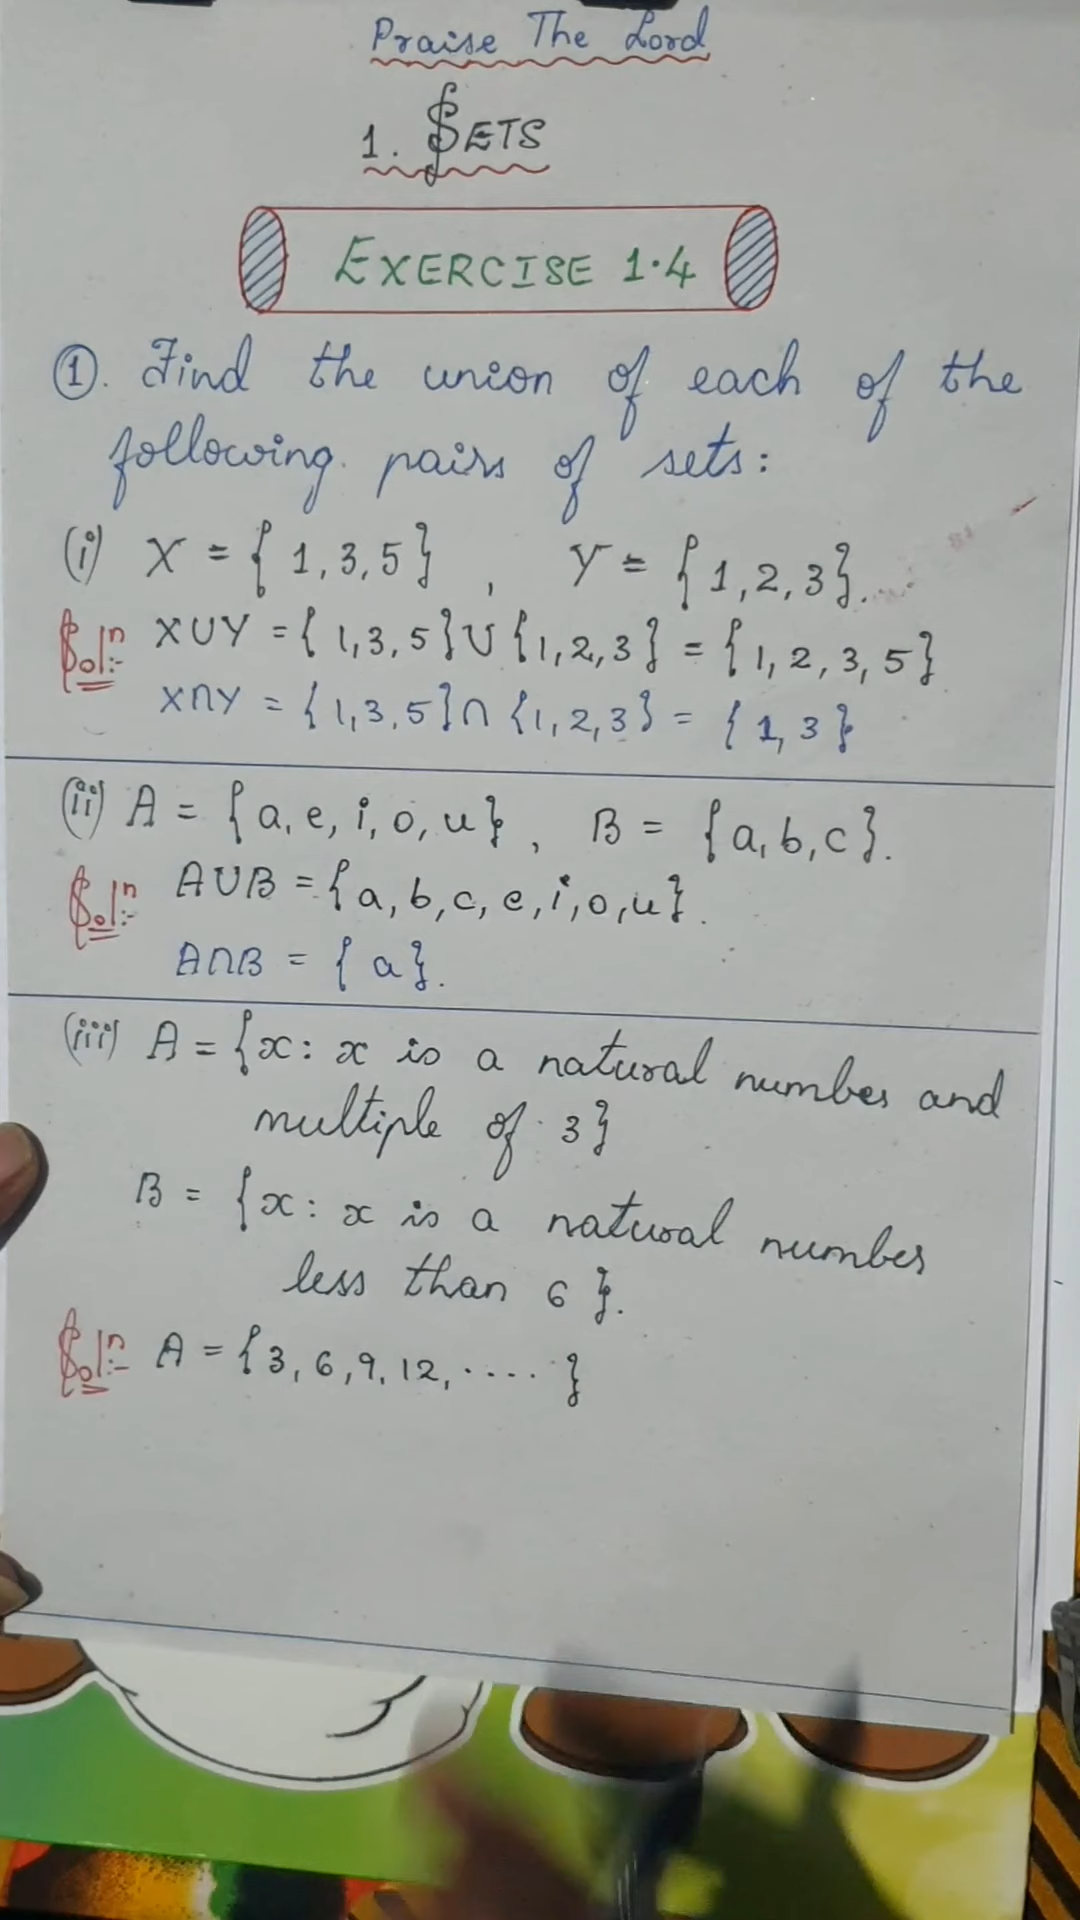 Praise The Lord
1. SETS
EXERCISE 1.4
①. Find the union of each of the
following pairs of sets:
(i) X = { 1, 3, 5 } , Y = { 1, 2, 3 }.
Solⁿ:- X∪Y = { 1, 3, 5 } ∪ { 1, 2, 3 } = { 1, 2, 3, 5 }
X∩Y = { 1, 3, 5 } ∩ { 1, 2, 3 } = { 1, 3 }
(ii) A = { a, e, i, o, u } , B = { a, b, c }.
Solⁿ:- A∪B = { a, b, c, e, i, o, u }.
A∩B = { a }.
(iii) A = { x : x is a natural number and
multiple of 3 }
B = { x : x is a natural number
less than 6 }.
Solⁿ:- A = { 3, 6, 9, 12, ..... }